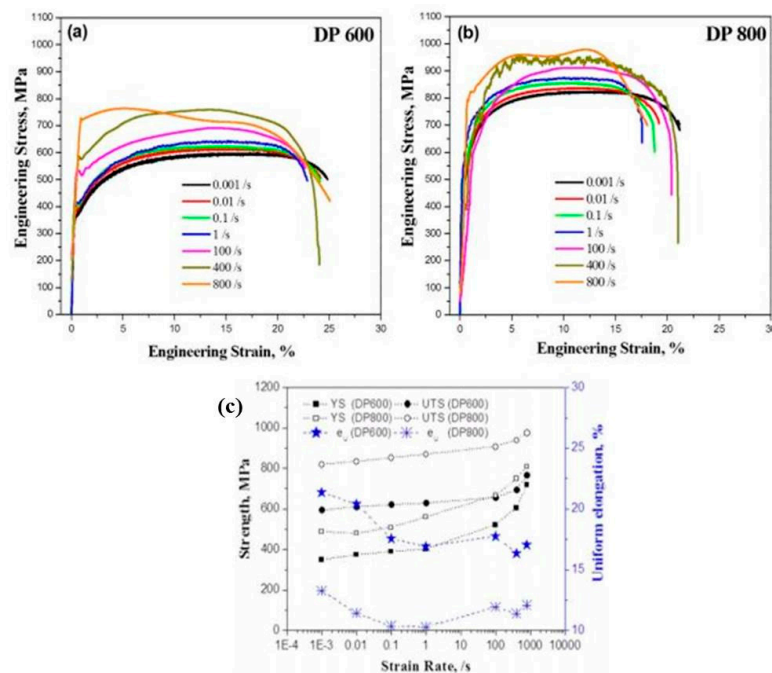 (a) DP 600
Engineering Stress, MPa
1100
1000
900
800
700
600
500
400
300
200
100
0
0.001 /s
0.01 /s
0.1 /s
1 /s
100 /s
400 /s
800 /s
0 5 10 15 20 25 30
Engineering Strain, %
(b) DP 800
Engineering Stress, MPa
1100
1000
900
800
700
600
500
400
300
200
100
0
0.001 /s
0.01 /s
0.1 /s
1 /s
100 /s
400 /s
800 /s
0 5 10 15 20 25 30
Engineering Strain, %
(c)
Strength, MPa
1200
1000
800
600
400
200
0
YS (DP600) UTS (DP600)
YS (DP800) UTS (DP800)
eu (DP600) eu (DP800)
30
25
20
15
10
Uniform elongation, %
1E-4 1E-3 0.01 0.1 1 10 100 1000 10000
Strain Rate, /s